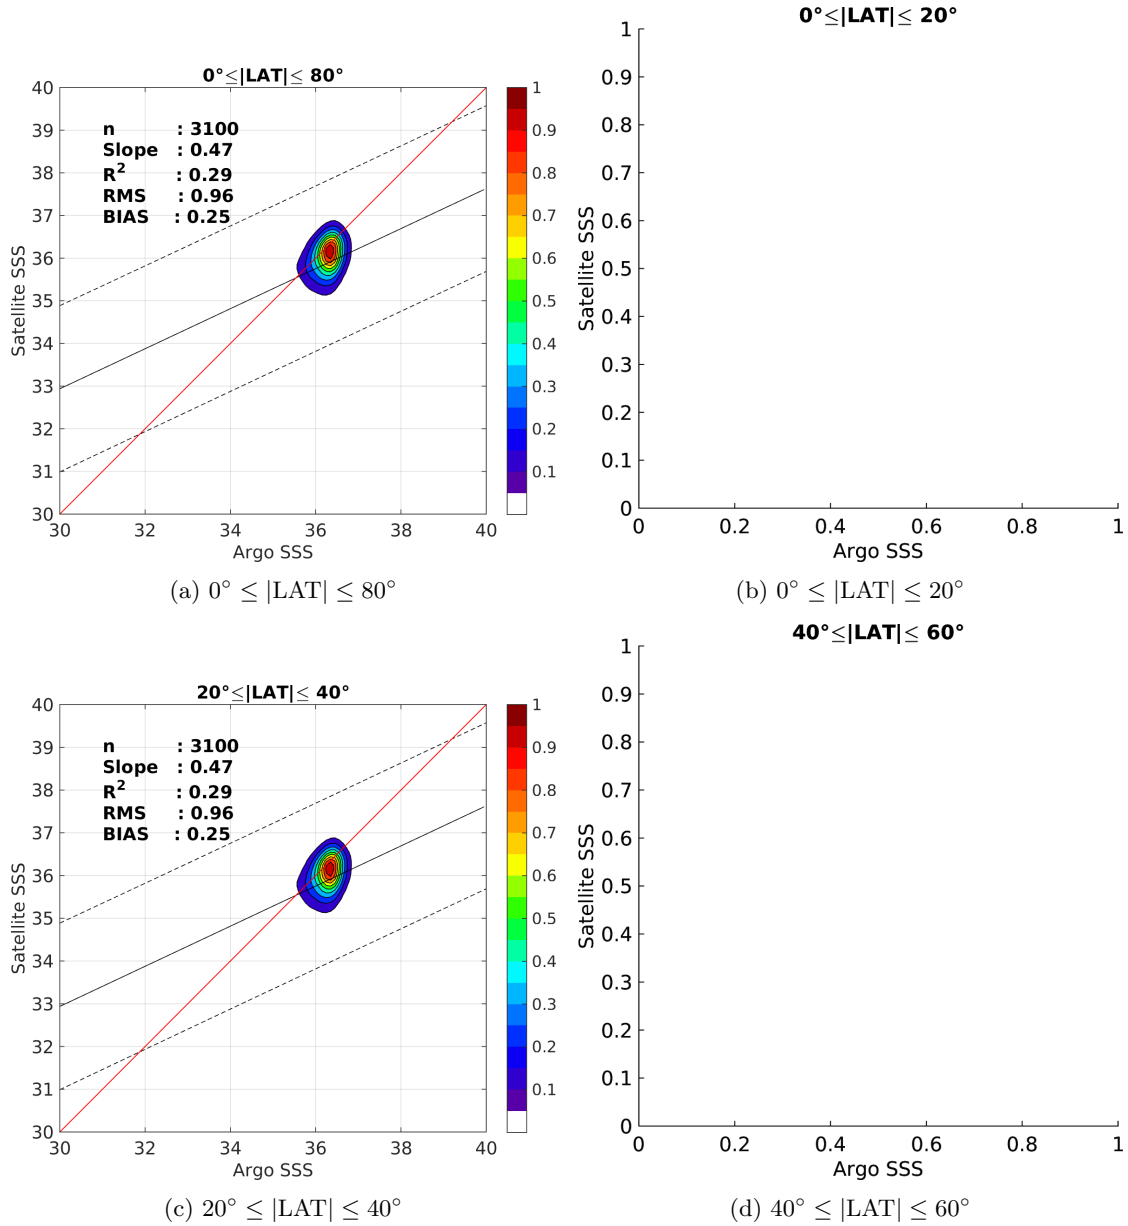 0°≤|LAT|≤ 80°
40
39
38
37
36
35
34
33
32
31
30
Satellite SSS
n : 3100
Slope : 0.47
R² : 0.29
RMS : 0.96
BIAS : 0.25
30 32 34 36 38 40
Argo SSS
1
0.9
0.8
0.7
0.6
0.5
0.4
0.3
0.2
0.1
(a) 0° ≤ |LAT| ≤ 80°
0°≤|LAT|≤ 20°
1
0.9
0.8
0.7
0.6
0.5
0.4
0.3
0.2
0.1
0
Satellite SSS
0 0.2 0.4 0.6 0.8 1
Argo SSS
(b) 0° ≤ |LAT| ≤ 20°
20°≤|LAT|≤ 40°
40
39
38
37
36
35
34
33
32
31
30
Satellite SSS
n : 3100
Slope : 0.47
R² : 0.29
RMS : 0.96
BIAS : 0.25
30 32 34 36 38 40
Argo SSS
1
0.9
0.8
0.7
0.6
0.5
0.4
0.3
0.2
0.1
(c) 20° ≤ |LAT| ≤ 40°
40°≤|LAT|≤ 60°
1
0.9
0.8
0.7
0.6
0.5
0.4
0.3
0.2
0.1
0
Satellite SSS
0 0.2 0.4 0.6 0.8 1
Argo SSS
(d) 40° ≤ |LAT| ≤ 60°